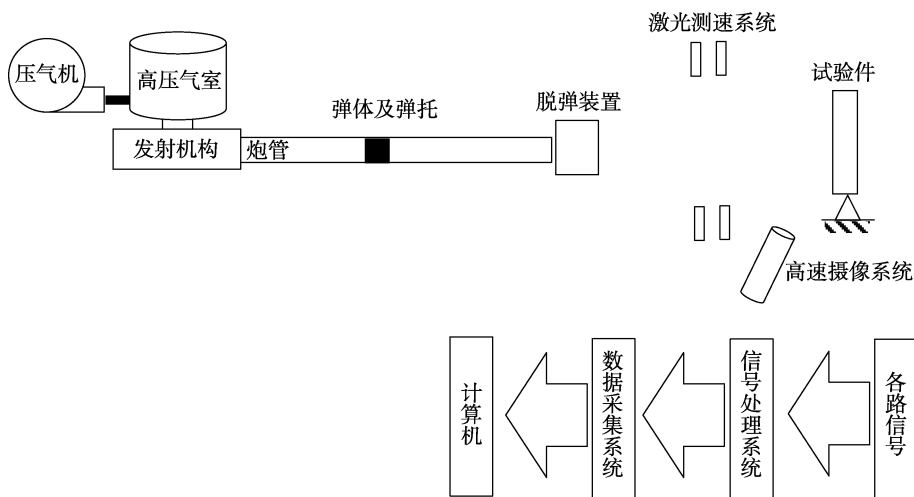 激光测速系统
压气机
高压气室
试验件
弹体及弹托
脱弹装置
发射机构
炮管
高速摄像系统
计算机
数据采集系统
信号处理系统
各路信号